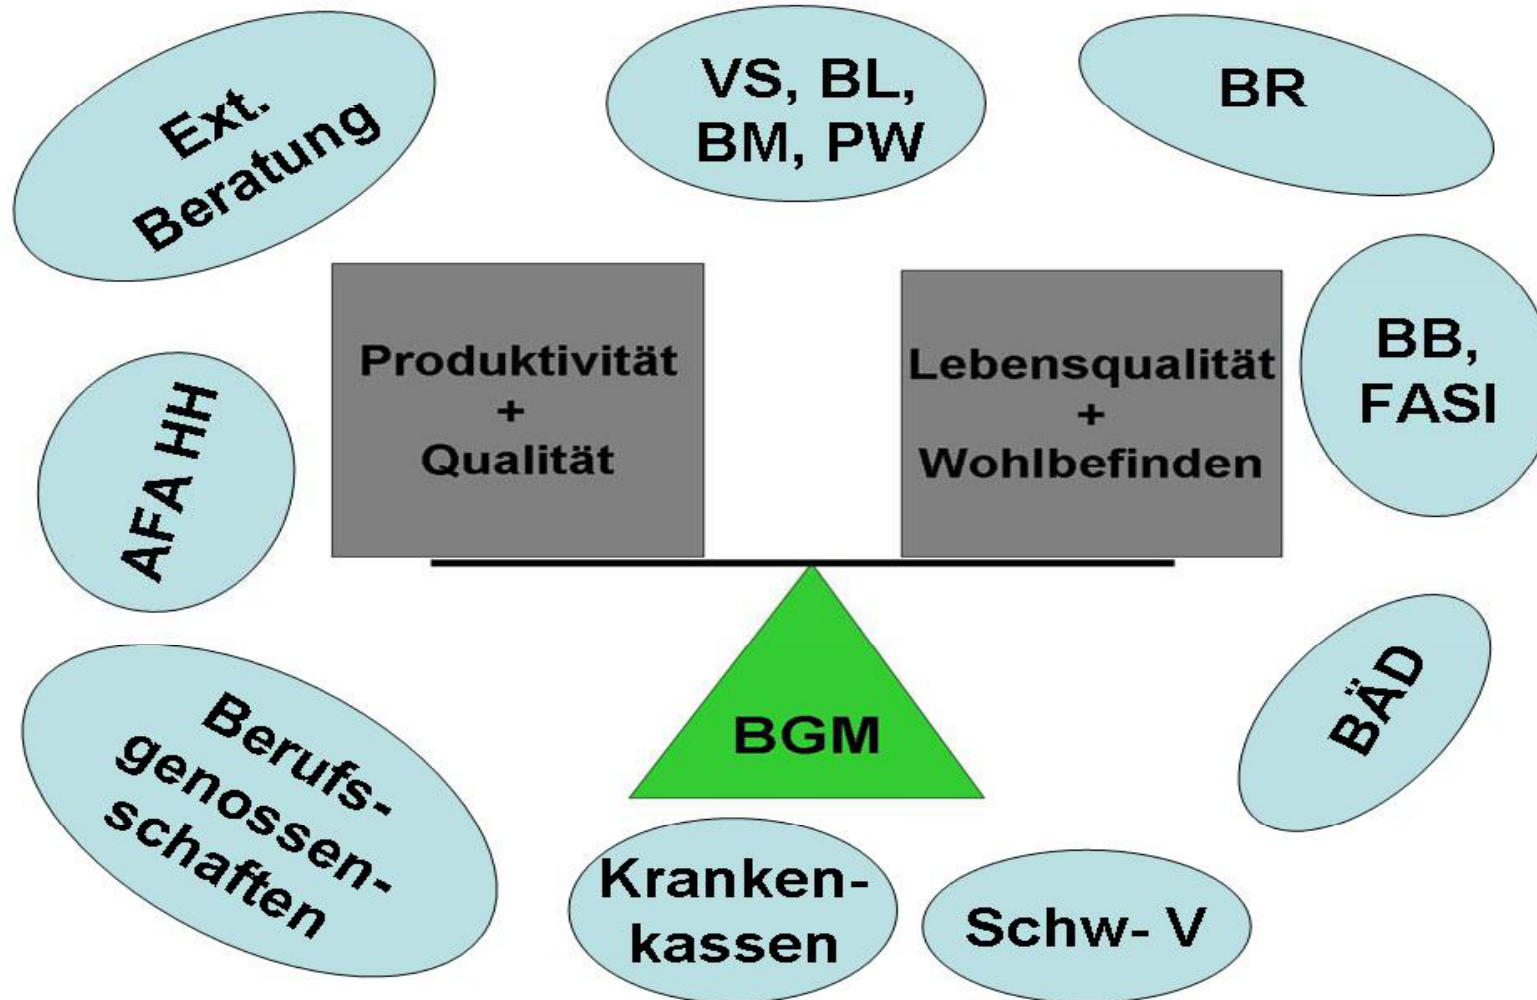 Ext.
Beratung
VS, BL,
BM, PW
BR
Produktivität
+
Qualität
Lebensqualität
+
Wohlbefinden
BB,
FASI
AFA HH
BÄD
BGM
Berufs-
genossen-
schaften
Kranken-
kassen
Schw- V